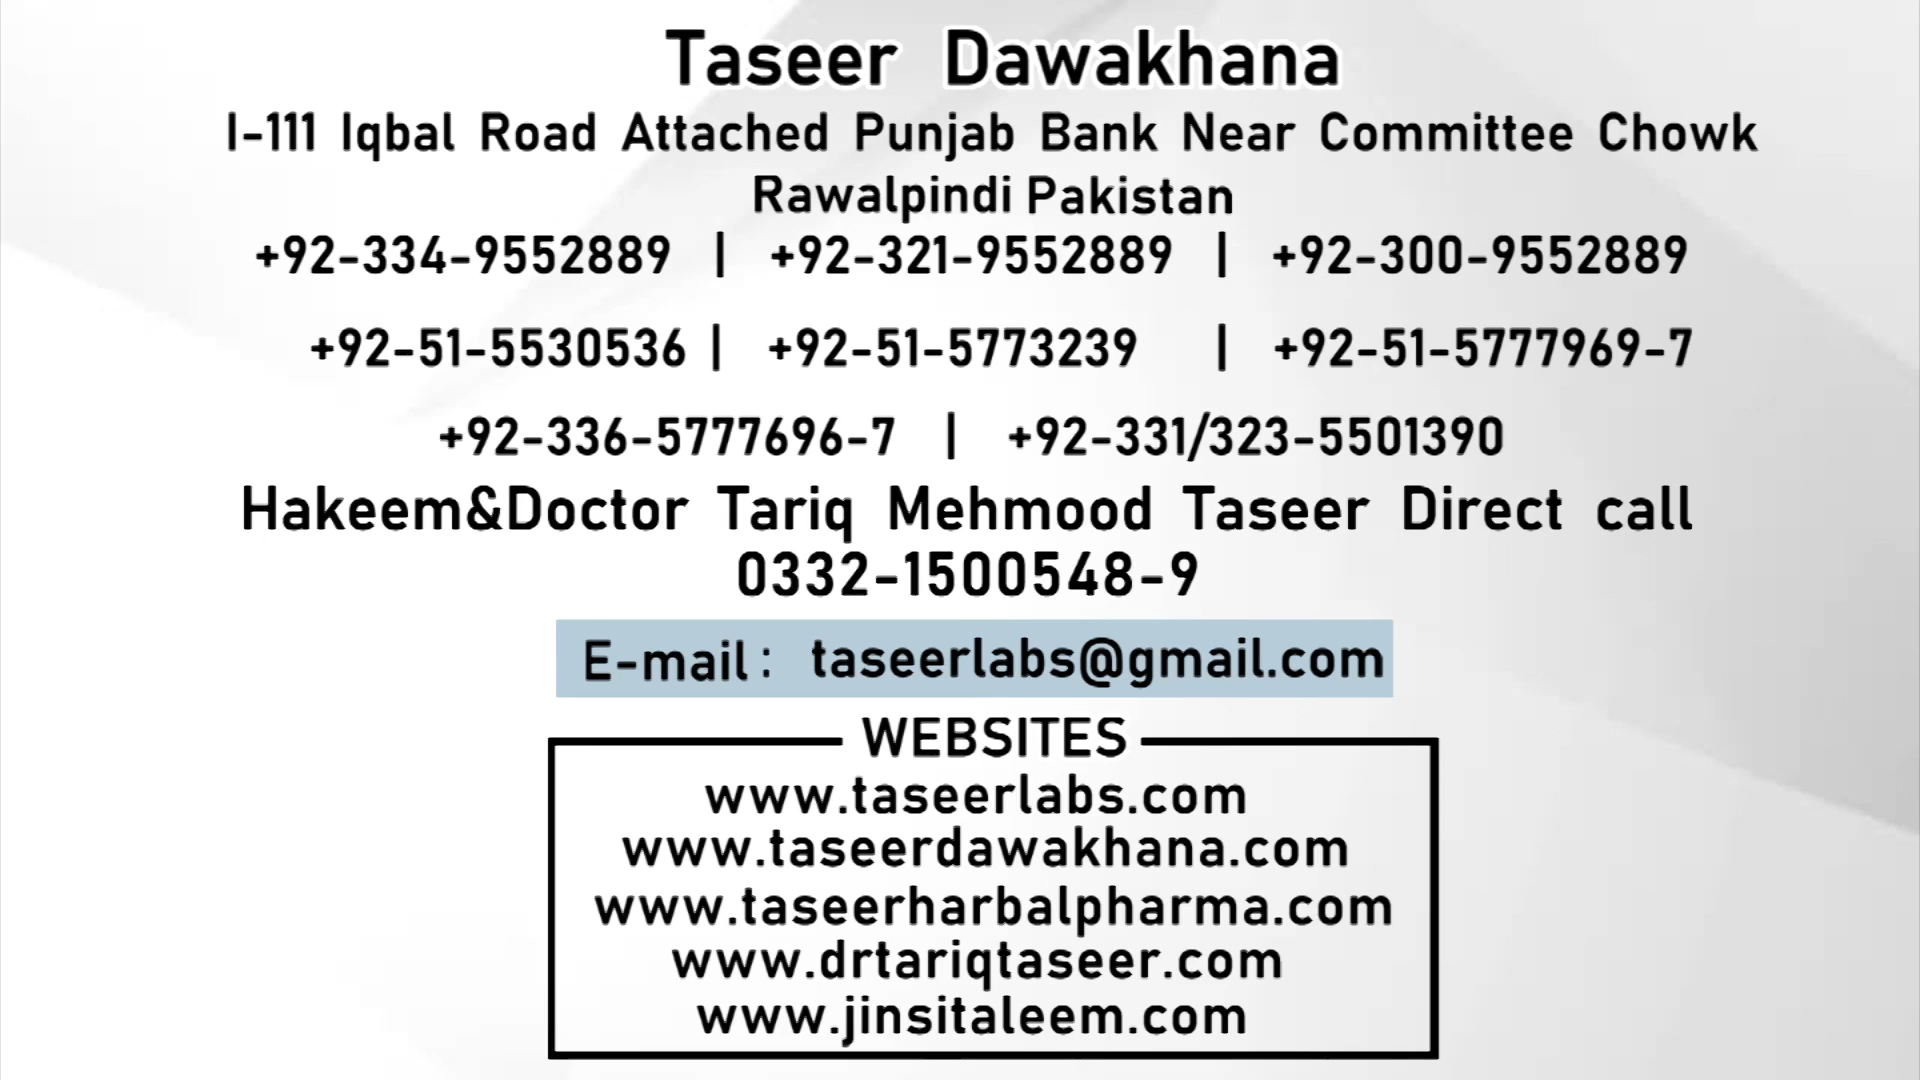 Taseer Dawakhana
I-111 Iqbal Road Attached Punjab Bank Near Committee Chowk
Rawalpindi Pakistan
+92-334-9552889 | +92-321-9552889 | +92-300-9552889
+92-51-5530536 | +92-51-5773239 | +92-51-5777969-7
+92-336-5777696-7 | +92-331/323-5501390
Hakeem&Doctor Tariq Mehmood Taseer Direct call
0332-1500548-9
E-mail : taseerlabs@gmail.com
WEBSITES
www.taseerlabs.com
www.taseerdawakhana.com
www.taseerharbalpharma.com
www.drtariqtaseer.com
www.jinsitaleem.com